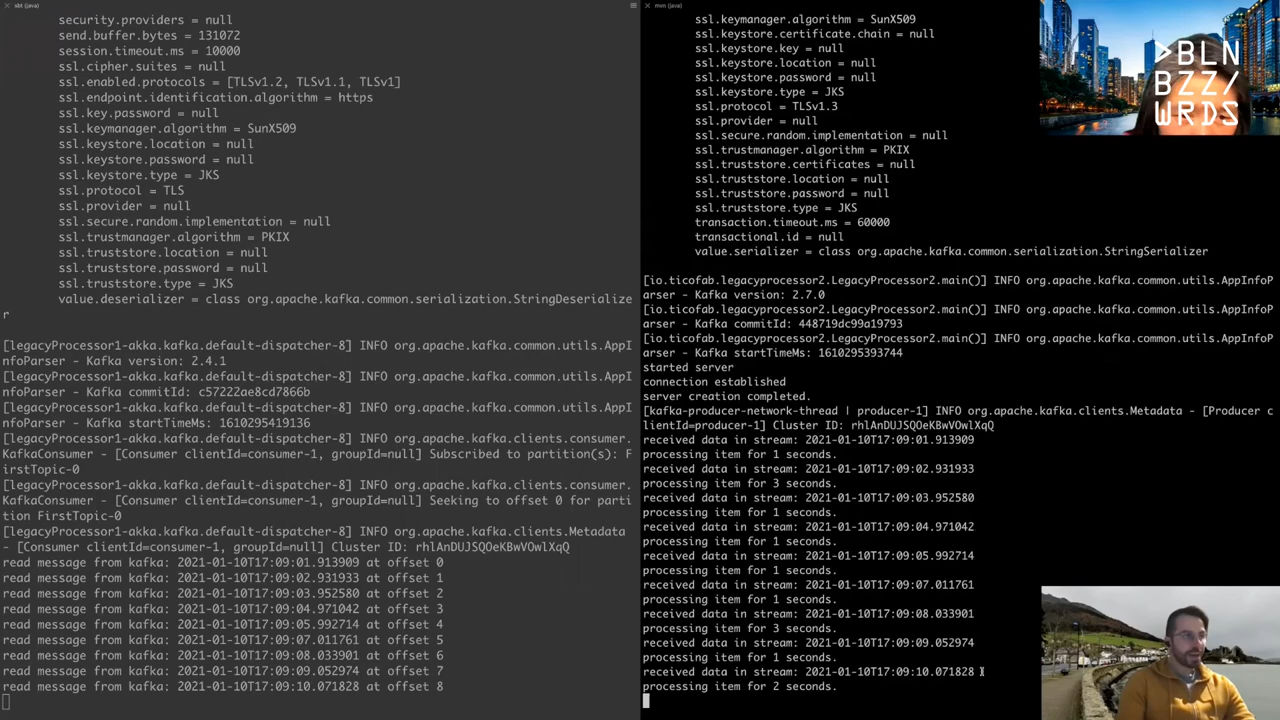 sbt (java)
security.providers = null
send.buffer.bytes = 131072
session.timeout.ms = 10000
ssl.cipher.suites = null
ssl.enabled.protocols = [TLSv1.2, TLSv1.1, TLSv1]
ssl.endpoint.identification.algorithm = https
ssl.key.password = null
ssl.keymanager.algorithm = SunX509
ssl.keystore.location = null
ssl.keystore.password = null
ssl.keystore.type = JKS
ssl.protocol = TLS
ssl.provider = null
ssl.secure.random.implementation = null
ssl.trustmanager.algorithm = PKIX
ssl.truststore.location = null
ssl.truststore.password = null
ssl.truststore.type = JKS
value.deserializer = class org.apache.kafka.common.serialization.StringDeserialize
r
[legacyProcessor1-akka.kafka.default-dispatcher-8] INFO org.apache.kafka.common.utils.AppI
nfoParser - Kafka version: 2.4.1
[legacyProcessor1-akka.kafka.default-dispatcher-8] INFO org.apache.kafka.common.utils.AppI
nfoParser - Kafka commitId: c57222ae8cd7866b
[legacyProcessor1-akka.kafka.default-dispatcher-8] INFO org.apache.kafka.common.utils.AppI
nfoParser - Kafka startTimeMs: 1610295419136
[legacyProcessor1-akka.kafka.default-dispatcher-8] INFO org.apache.kafka.clients.consumer.
KafkaConsumer - [Consumer clientId=consumer-1, groupId=null] Subscribed to partition(s): F
irstTopic-0
[legacyProcessor1-akka.kafka.default-dispatcher-8] INFO org.apache.kafka.clients.consumer.
KafkaConsumer - [Consumer clientId=consumer-1, groupId=null] Seeking to offset 0 for parti
tion FirstTopic-0
[legacyProcessor1-akka.kafka.default-dispatcher-8] INFO org.apache.kafka.clients.Metadata
- [Consumer clientId=consumer-1, groupId=null] Cluster ID: rhlAnDUJSQOeKBwVOwlXqQ
read message from kafka: 2021-01-10T17:09:01.913909 at offset 0
read message from kafka: 2021-01-10T17:09:02.931933 at offset 1
read message from kafka: 2021-01-10T17:09:03.952580 at offset 2
read message from kafka: 2021-01-10T17:09:04.971042 at offset 3
read message from kafka: 2021-01-10T17:09:05.992714 at offset 4
read message from kafka: 2021-01-10T17:09:07.011761 at offset 5
read message from kafka: 2021-01-10T17:09:08.033901 at offset 6
read message from kafka: 2021-01-10T17:09:09.052974 at offset 7
read message from kafka: 2021-01-10T17:09:10.071828 at offset 8
mvn (java)
ssl.keymanager.algorithm = SunX509
ssl.keystore.certificate.chain = null
ssl.keystore.key = null
ssl.keystore.location = null
ssl.keystore.password = null
ssl.keystore.type = JKS
ssl.protocol = TLSv1.3
ssl.provider = null
ssl.secure.random.implementation = null
ssl.trustmanager.algorithm = PKIX
ssl.truststore.certificates = null
ssl.truststore.location = null
ssl.truststore.password = null
ssl.truststore.type = JKS
transaction.timeout.ms = 60000
transactional.id = null
value.serializer = class org.apache.kafka.common.serialization.StringSerializer
[io.ticofab.legacyprocessor2.LegacyProcessor2.main()] INFO org.apache.kafka.common.utils.AppInfoP
arser - Kafka version: 2.7.0
[io.ticofab.legacyprocessor2.LegacyProcessor2.main()] INFO org.apache.kafka.common.utils.AppInfoP
arser - Kafka commitId: 448719dc99a19793
[io.ticofab.legacyprocessor2.LegacyProcessor2.main()] INFO org.apache.kafka.common.utils.AppInfoP
arser - Kafka startTimeMs: 1610295393744
started server
connection established
server creation completed.
[kafka-producer-network-thread | producer-1] INFO org.apache.kafka.clients.Metadata - [Producer c
lientId=producer-1] Cluster ID: rhlAnDUJSQOeKBwVOwlXqQ
received data in stream: 2021-01-10T17:09:01.913909
processing item for 1 seconds.
received data in stream: 2021-01-10T17:09:02.931933
processing item for 3 seconds.
received data in stream: 2021-01-10T17:09:03.952580
processing item for 1 seconds.
received data in stream: 2021-01-10T17:09:04.971042
processing item for 1 seconds.
received data in stream: 2021-01-10T17:09:05.992714
processing item for 1 seconds.
received data in stream: 2021-01-10T17:09:07.011761
processing item for 1 seconds.
received data in stream: 2021-01-10T17:09:08.033901
processing item for 3 seconds.
received data in stream: 2021-01-10T17:09:09.052974
processing item for 1 seconds.
received data in stream: 2021-01-10T17:09:10.071828
processing item for 2 seconds.
>BLN
BZZ/
WRDS